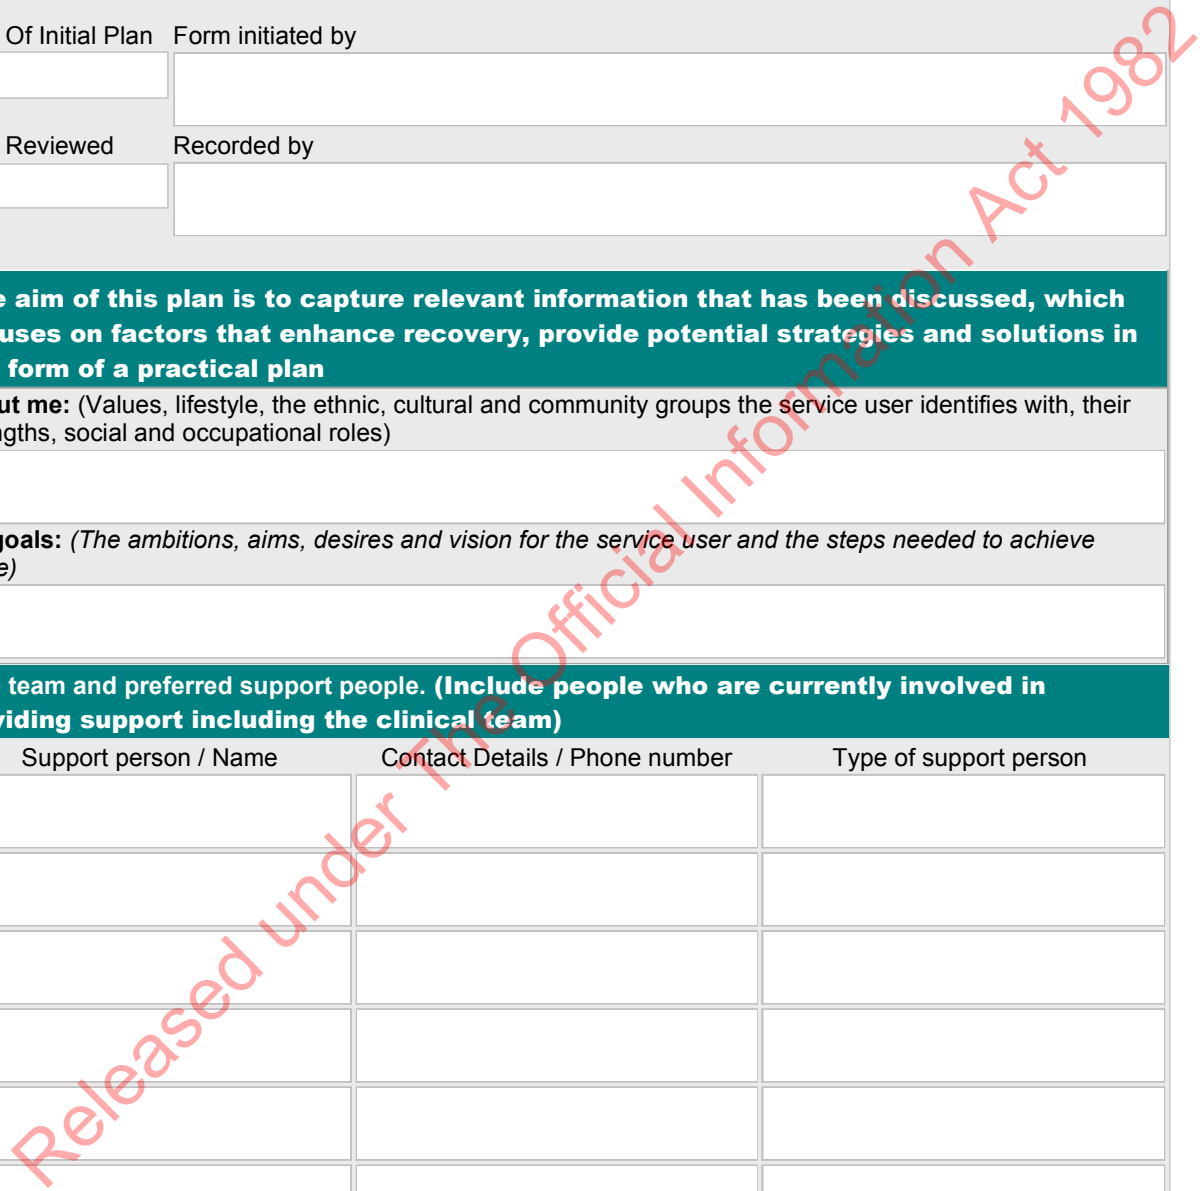 Of Initial Plan Form initiated by
Reviewed Recorded by
e aim of this plan is to capture relevant information that has been discussed, which
uses on factors that enhance recovery, provide potential strategies and solutions in
form of a practical plan
ut me: (Values, lifestyle, the ethnic, cultural and community groups the service user identifies with, their
ngths, social and occupational roles)
goals: (The ambitions, aims, desires and vision for the service user and the steps needed to achieve
e)
team and preferred support people. (Include people who are currently involved in
viding support including the clinical team)
Support person / Name Contact Details / Phone number Type of support person
Released under The Official Information Act 1982